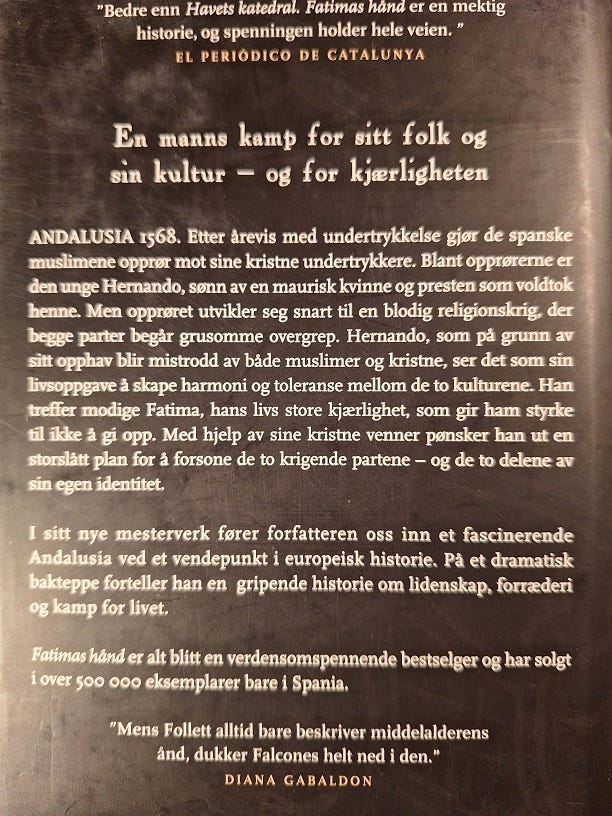 "Bedre enn Havets katedral. Fatimas hånd er en mektig
historie, og spenningen holder hele veien. "
EL PERIÓDICO DE CATALUNYA
En manns kamp for sitt folk og
sin kultur – og for kjærligheten
ANDALUSIA 1568. Etter årevis med undertrykkelse gjør de spanske
muslimene opprør mot sine kristne undertrykkere. Blant opprørerne er
den unge Hernando, sønn av en maurisk kvinne og presten som voldtok
henne. Men opprøret utvikler seg snart til en blodig religionskrig, der
begge parter begår grusomme overgrep. Hernando, som på grunn av
sitt opphav blir mistrodd av både muslimer og kristne, ser det som sin
livsoppgave å skape harmoni og toleranse mellom de to kulturene. Han
treffer modige Fatima, hans livs store kjærlighet, som gir ham styrke
til ikke å gi opp. Med hjelp av sine kristne venner pønsker han ut en
storslått plan for å forsone de to krigende partene – og de to delene av
sin egen identitet.
I sitt nye mesterverk fører forfatteren oss inn et fascinerende
Andalusia ved et vendepunkt i europeisk historie. På et dramatisk
bakteppe forteller han en gripende historie om lidenskap, forræderi
og kamp for livet.
Fatimas hånd er alt blitt en verdensomspennende bestselger og har solgt
i over 500 000 eksemplarer bare i Spania.
"Mens Follett alltid bare beskriver middelalderens
ånd, dukker Falcones helt ned i den."
DIANA GABALDON